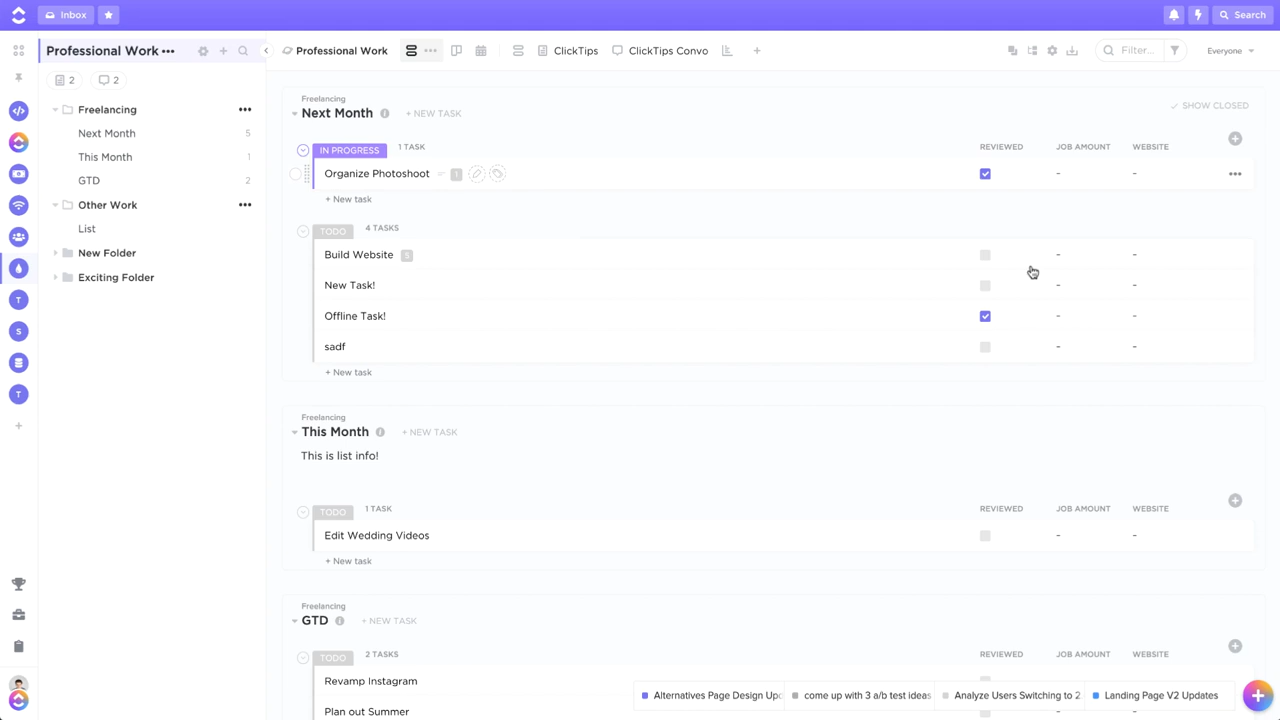 Inbox
Search
Professional Work •••
Professional Work
•••
ClickTips
ClickTips Convo
Filter...
Everyone
2
2
Freelancing •••
Next Month 5
This Month 1
GTD 2
Other Work •••
List
New Folder
Exciting Folder
T
S
T
Freelancing
Next Month + NEW TASK
SHOW CLOSED
IN PROGRESS 1 TASK REVIEWED JOB AMOUNT WEBSITE
Organize Photoshoot 1 - - •••
+ New task
TODO 4 TASKS
Build Website 5 - -
New Task! - -
Offline Task! - -
sadf - -
+ New task
Freelancing
This Month + NEW TASK
This is list info!
TODO 1 TASK REVIEWED JOB AMOUNT WEBSITE
Edit Wedding Videos - -
+ New task
Freelancing
GTD + NEW TASK
TODO 2 TASKS REVIEWED JOB AMOUNT WEBSITE
Revamp Instagram
Plan out Summer
Alternatives Page Design Upc
come up with 3 a/b test ideas
Analyze Users Switching to 2
Landing Page V2 Updates